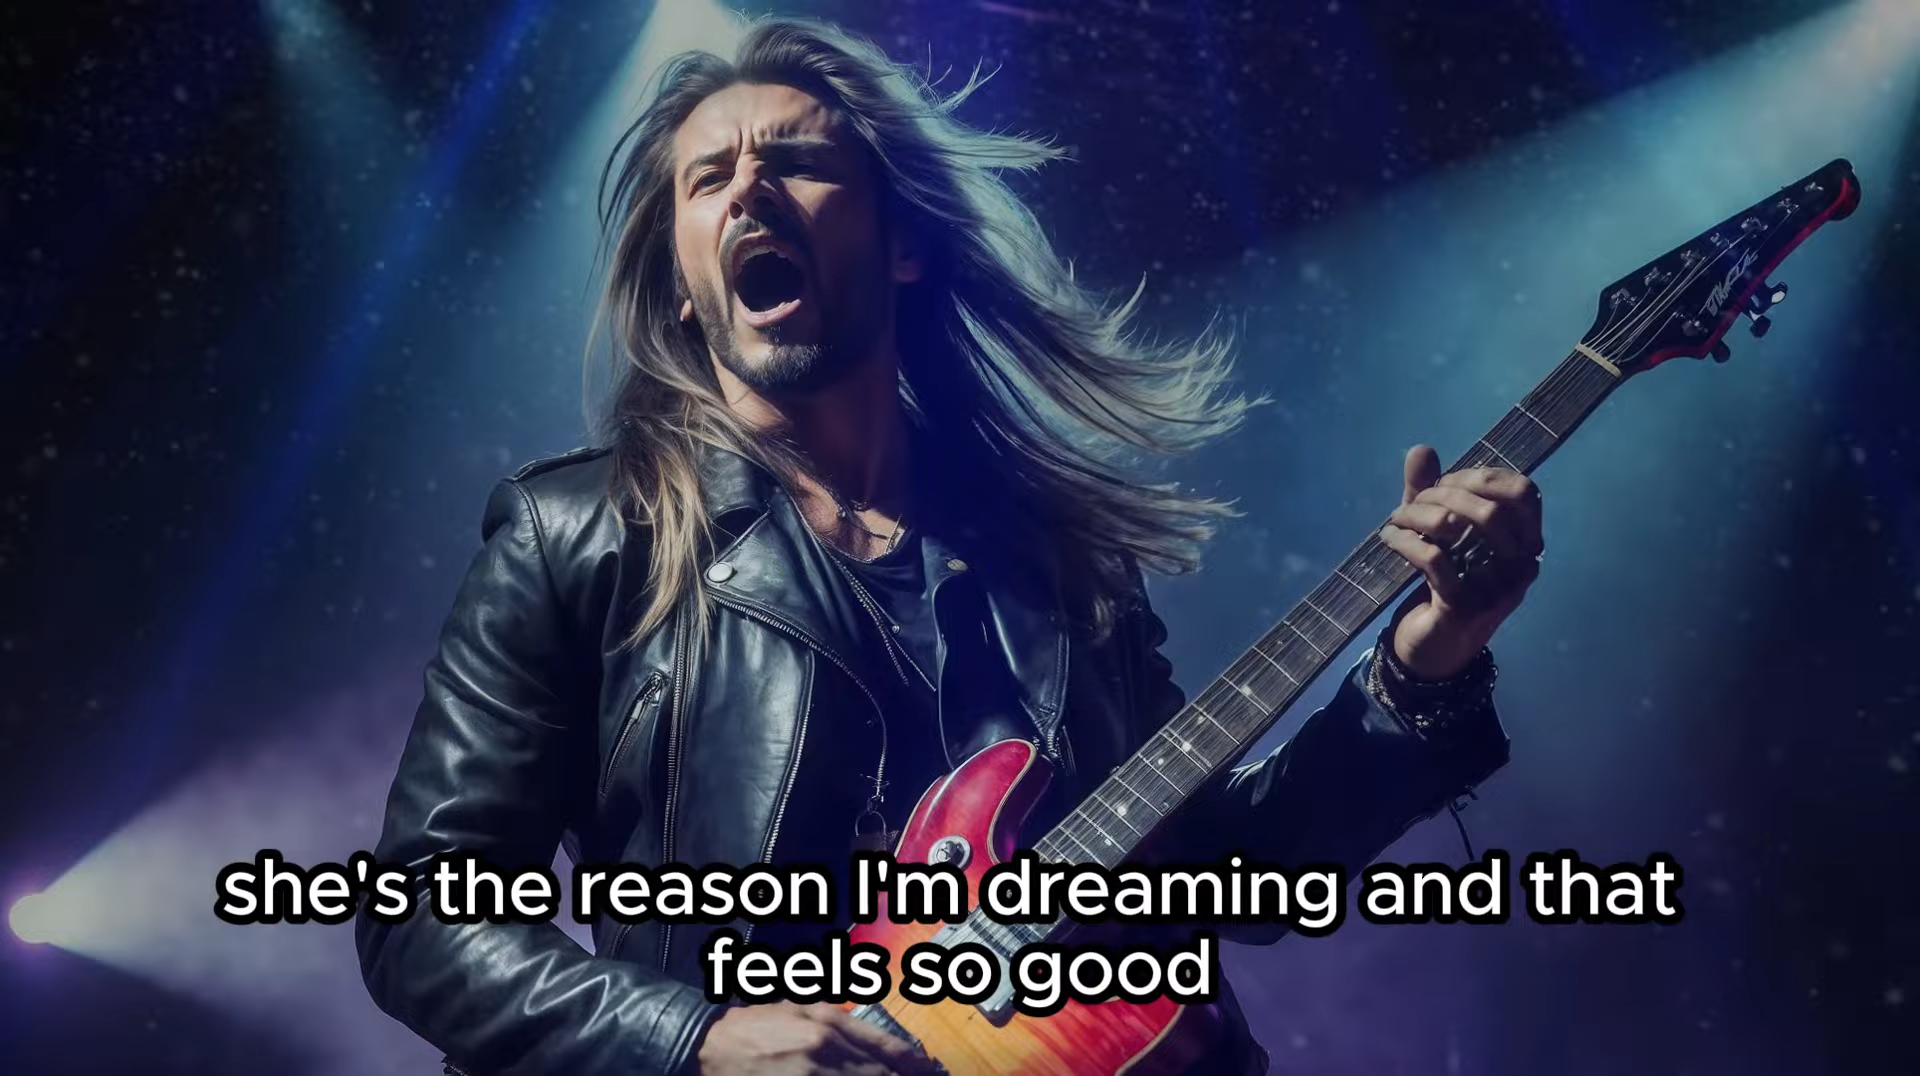 she's the reason I'm dreaming and that
feels so good